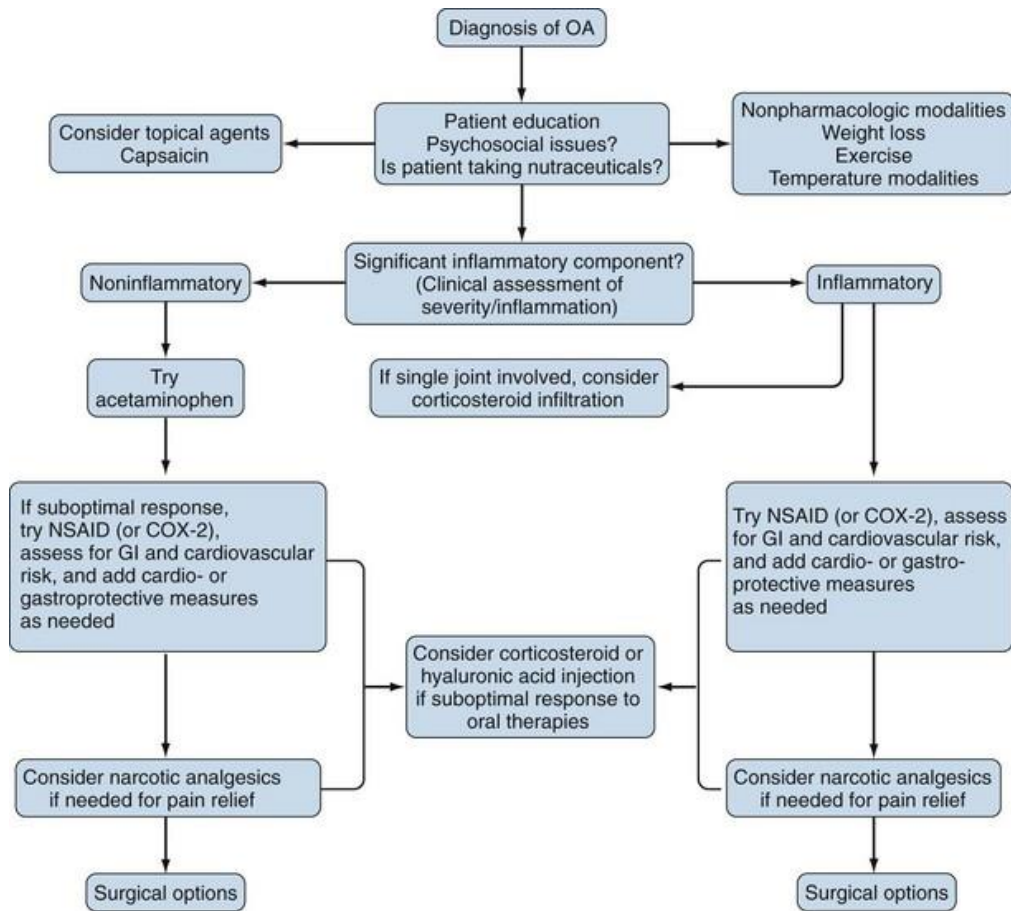 Diagnosis of OA
Consider topical agents
Capsaicin
Patient education
Psychosocial issues?
Is patient taking nutraceuticals?
Nonpharmacologic modalities
Weight loss
Exercise
Temperature modalities
Noninflammatory
Significant inflammatory component?
(Clinical assessment of
severity/inflammation)
Inflammatory
Try
acetaminophen
If single joint involved, consider
corticosteroid infiltration
If suboptimal response,
try NSAID (or COX-2),
assess for GI and cardiovascular
risk, and add cardio- or
gastroprotective measures
as needed
Try NSAID (or COX-2), assess
for GI and cardiovascular risk,
and add cardio- or gastro-
protective measures
as needed
Consider corticosteroid or
hyaluronic acid injection
if suboptimal response to
oral therapies
Consider narcotic analgesics
if needed for pain relief
Consider narcotic analgesics
if needed for pain relief
Surgical options
Surgical options